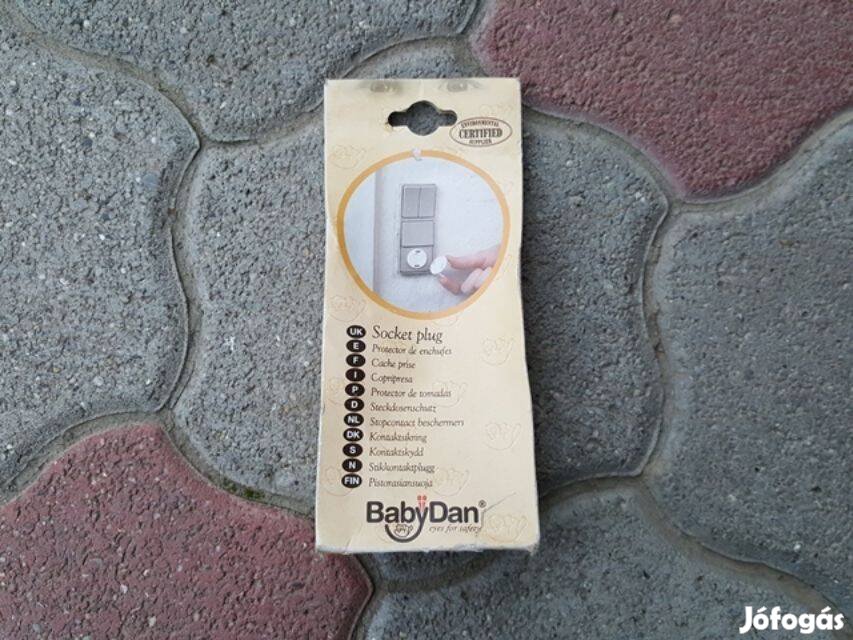 ENVIRONMENTAL
CERTIFIED
SUPPLIER
UK Socket plug
E Protector de enchufes
F Cache prise
I Copripresa
P Protector de tomadas
D Steckdosenschutz
NL Stopcontact beschermers
DK Kontaktsikring
S Kontaktskydd
N Stikkontaktplugg
FIN Pistorasiansuoja
BabyDan®
eyes for safety
Jófogás